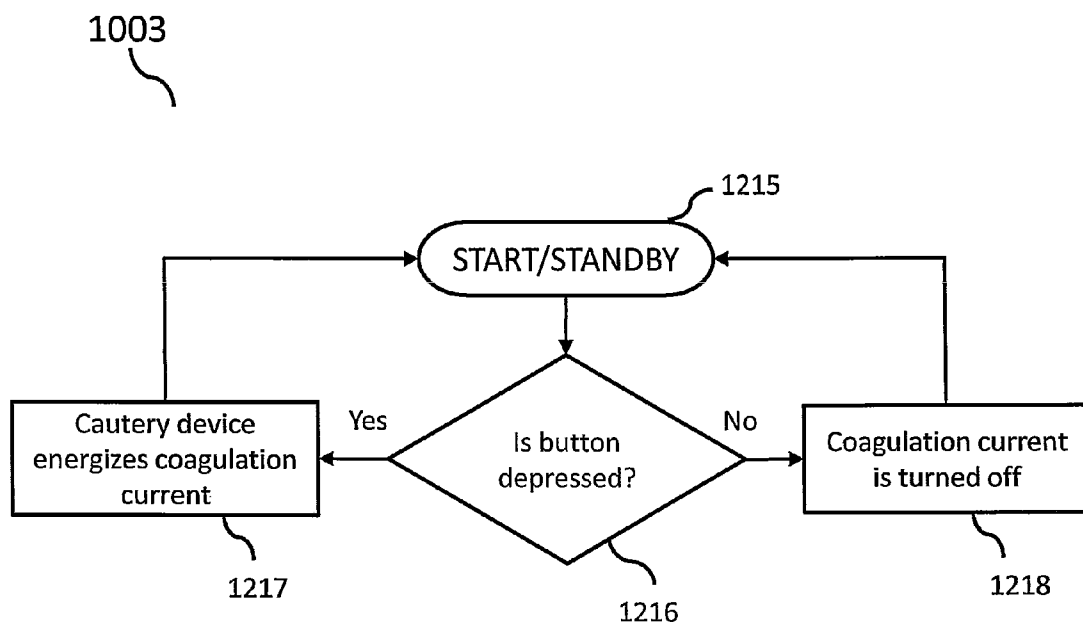 1003
1215
START/STANDBY
Yes
No
Cautery device
energizes coagulation
current
Is button
depressed?
Coagulation current
is turned off
1217
1216
1218